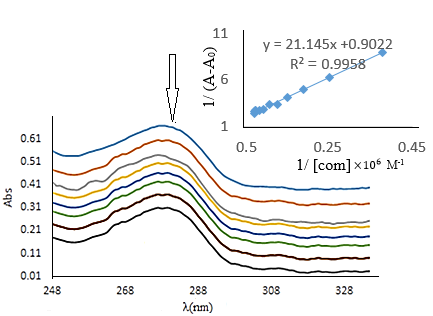 11
y = 21.145x +0.9022
R² = 0.9958
6
1
1/ (A-A0)
0.5 0.25 0.45
1/ [com] ×10⁶ M⁻¹
0.61
0.51
0.41
0.31
0.21
0.11
0.01
Abs
248 268 288 308 328
λ(nm)